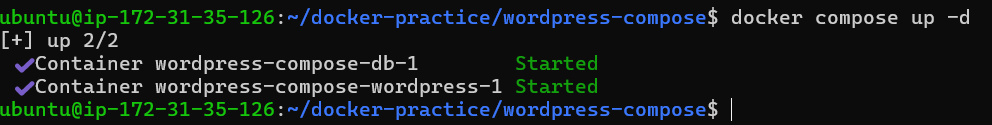 ubuntu@ip-172-31-35-126:~/docker-practice/wordpress-compose$ docker compose up -d
[+] up 2/2
✔Container wordpress-compose-db-1 Started
✔Container wordpress-compose-wordpress-1 Started
ubuntu@ip-172-31-35-126:~/docker-practice/wordpress-compose$